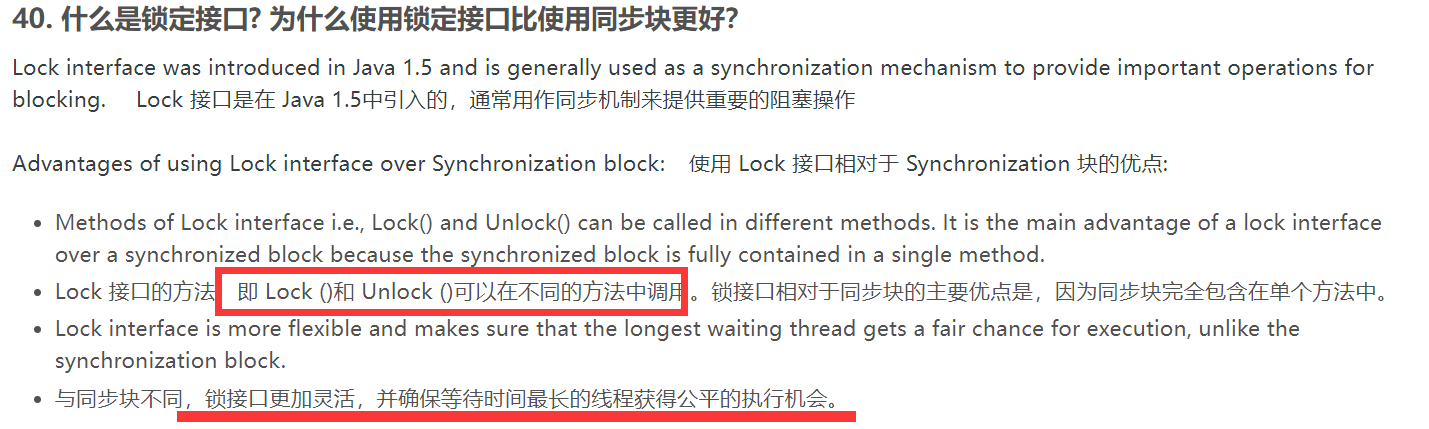 40. 什么是锁定接口? 为什么使用锁定接口比使用同步块更好?
Lock interface was introduced in Java 1.5 and is generally used as a synchronization mechanism to provide important operations for
blocking. Lock 接口是在 Java 1.5中引入的，通常用作同步机制来提供重要的阻塞操作
Advantages of using Lock interface over Synchronization block: 使用 Lock 接口相对于 Synchronization 块的优点:
• Methods of Lock interface i.e., Lock() and Unlock() can be called in different methods. It is the main advantage of a lock interface
over a synchronized block because the synchronized block is fully contained in a single method.
• Lock 接口的方法 即 Lock ()和 Unlock ()可以在不同的方法中调用。锁接口相对于同步块的主要优点是，因为同步块完全包含在单个方法中。
• Lock interface is more flexible and makes sure that the longest waiting thread gets a fair chance for execution, unlike the
synchronization block.
• 与同步块不同，锁接口更加灵活，并确保等待时间最长的线程获得公平的执行机会。